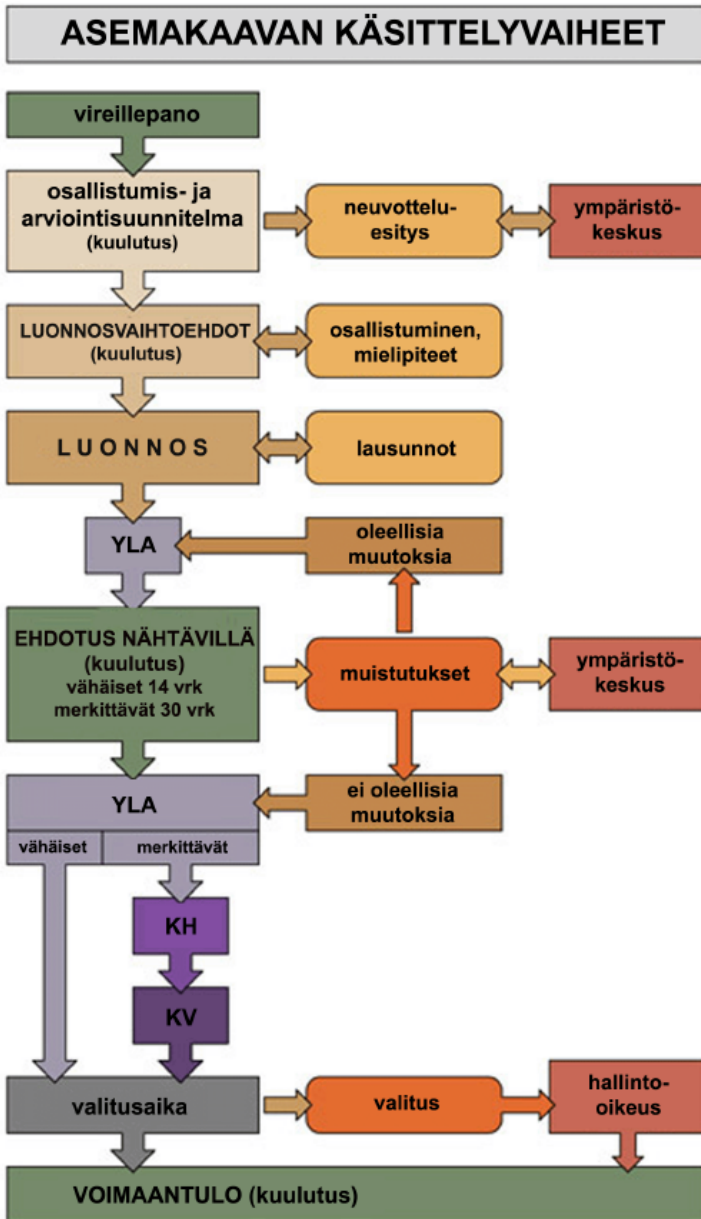 ASEMAKAAVAN KÄSITTELYVAIHEET
vireillepano
osallistumis- ja
arviointisuunnitelma
(kuulutus)
neuvottelu-
esitys
ympäristö-
keskus
LUONNOSVAIHTOEHDOT
(kuulutus)
osallistuminen,
mielipiteet
L U O N N O S
lausunnot
YLA
oleellisia
muutoksia
EHDOTUS NÄHTÄVILLÄ
(kuulutus)
vähäiset 14 vrk
merkittävät 30 vrk
muistutukset
ympäristö-
keskus
YLA
ei oleellisia
muutoksia
vähäiset
merkittävät
KH
KV
valitusaika
valitus
hallinto-
oikeus
VOIMAANTULO (kuulutus)